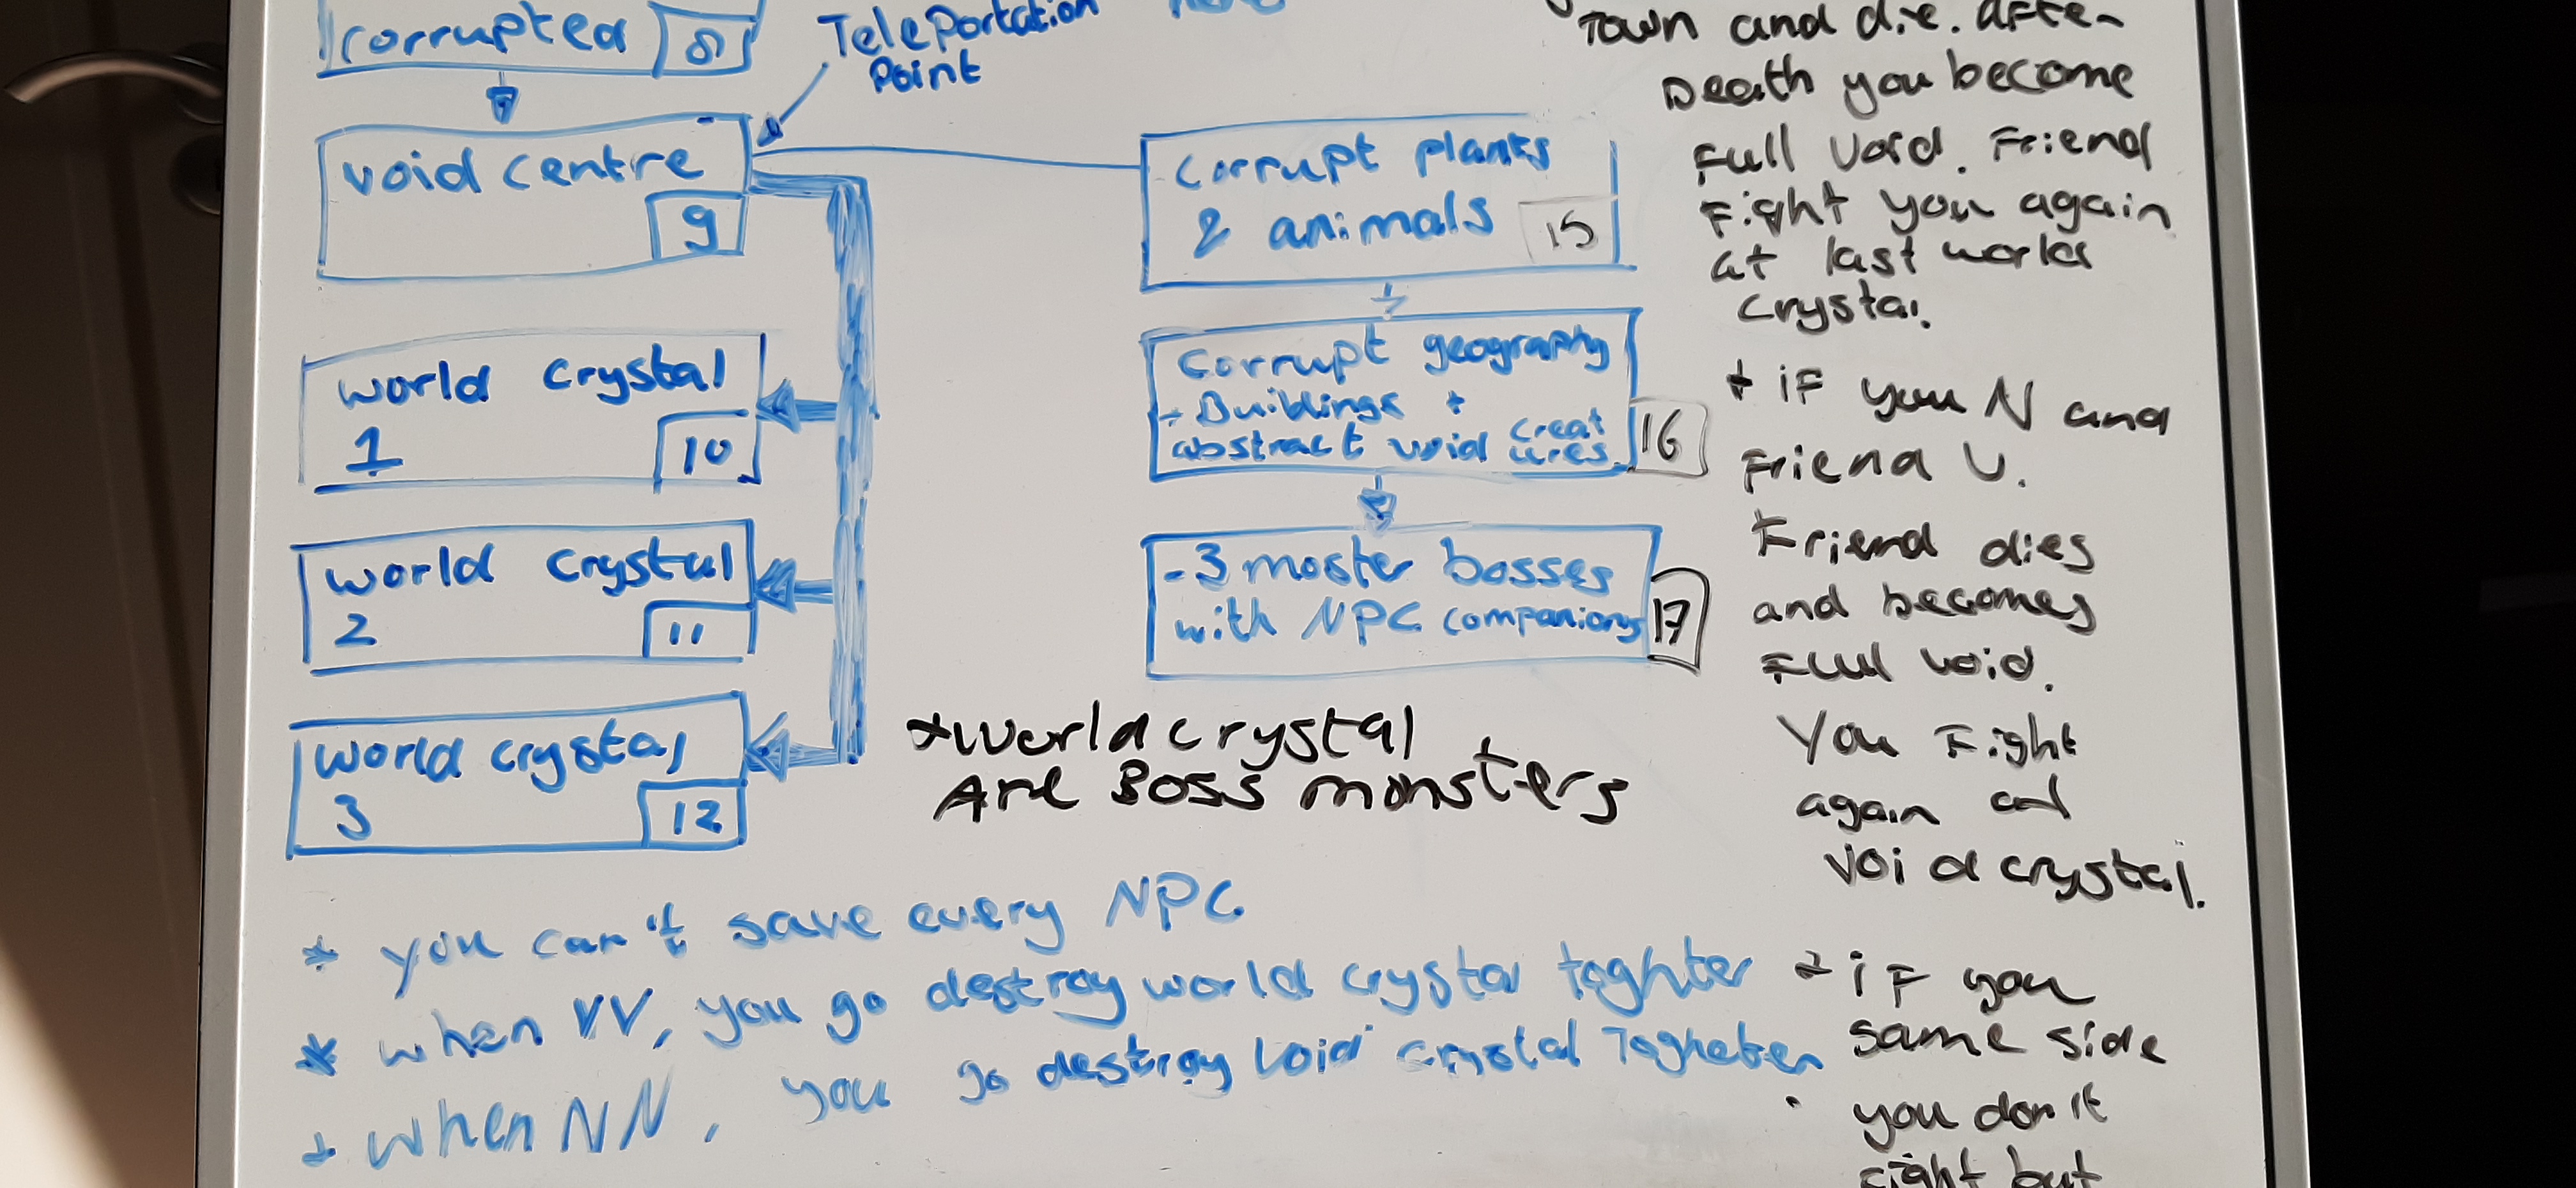 corrupted
Teleportation
Point
void centre
9
world crystal
1
10
world crystal
2
11
world crystal
3
12
corrupt plants
& animals
15
corrupt geography
+ Buildings +
abstract void creat
ures.
16
-3 moster bosses
with NPC companions
17
*world crystal
Are Boss monsters
* you can't save every NPC
* when VV, you go destroy world crystal toghter
* when NN, you go destroy void crystal Togheter
Town and die. After
Death you become
Full void. Friend
Fight you again
at last world
crystal.
* if you N and
Friend V.
Friend dies
and becomes
Full void.
You Fight
again at
void crystal.
* if you
same side
you don't
fight but